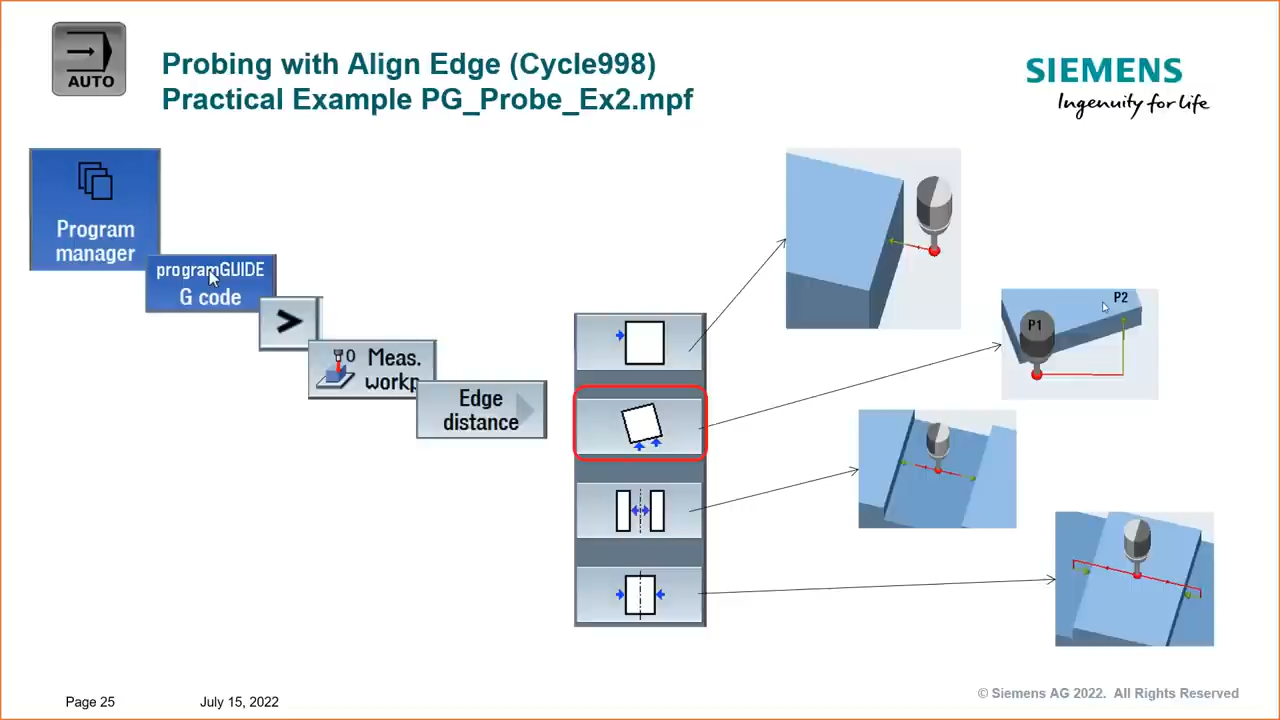 AUTO
Probing with Align Edge (Cycle998)
Practical Example PG_Probe_Ex2.mpf
SIEMENS
Ingenuity for life
Program
manager
programGUIDE
G code
>
Meas.
workp
Edge
distance
P1
P2
Page 25
July 15, 2022
© Siemens AG 2022. All Rights Reserved